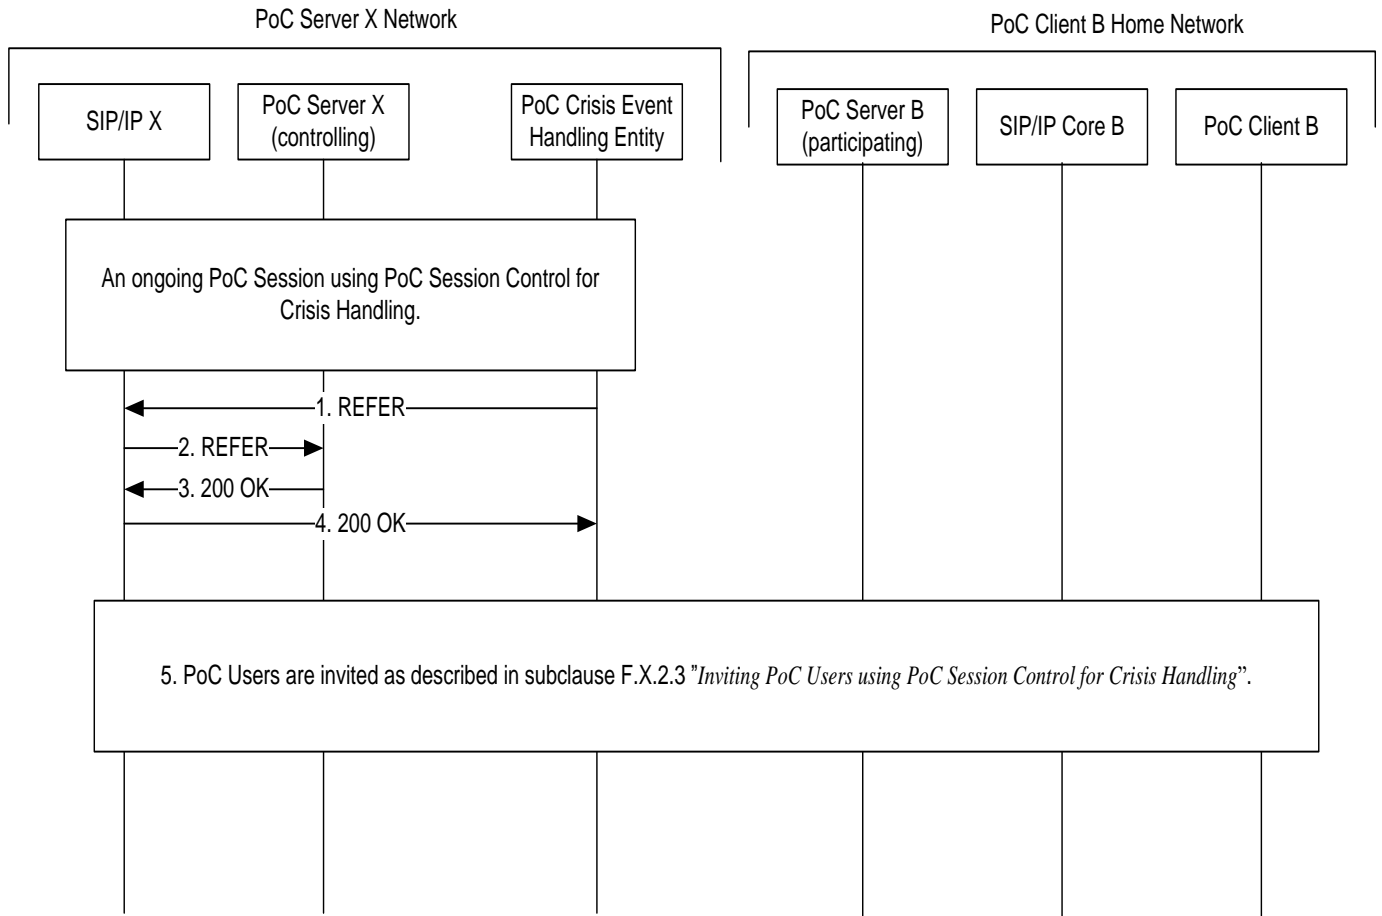 PoC Server X Network
PoC Client B Home Network
SIP/IP X
PoC Server X
(controlling)
PoC Crisis Event
Handling Entity
PoC Server B
(participating)
SIP/IP Core B
PoC Client B
An ongoing PoC Session using PoC Session Control for
Crisis Handling.
1. REFER
2. REFER
3. 200 OK
4. 200 OK
5. PoC Users are invited as described in subclause F.X.2.3 ”Inviting PoC Users using PoC Session Control for Crisis Handling”.